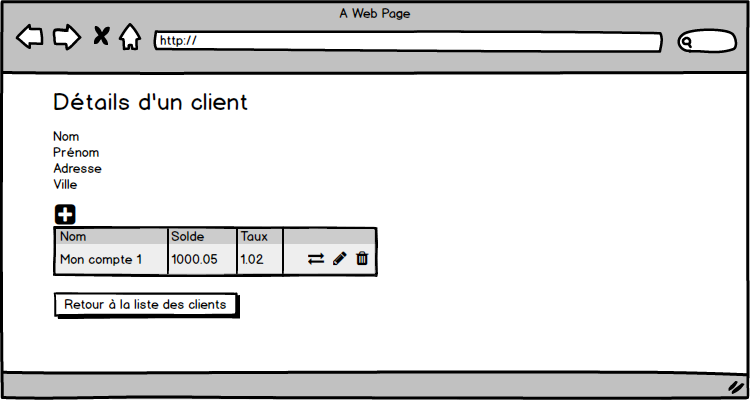 A Web Page
http://
Détails d'un client
Nom
Prénom
Adresse
Ville
Nom Solde Taux
Mon compte 1 1000.05 1.02
Retour à la liste des clients